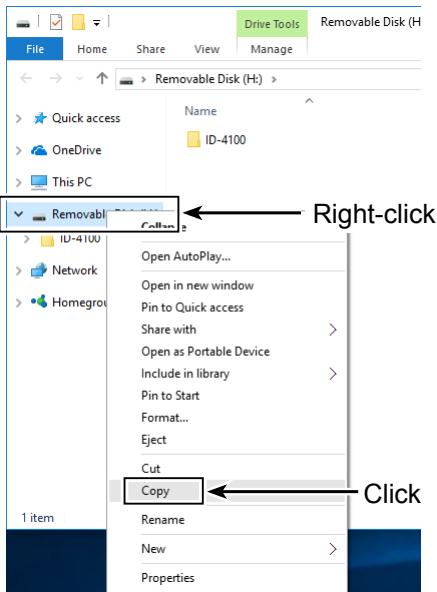 Drive Tools
Removable Disk (H
File
Home
Share
View
Manage
Removable Disk (H:)
Quick access
Name
OneDrive
ID-4100
This PC
Removabl
Right-click
ID-4100
Network
Homegrou
Open AutoPlay...
Open in new window
Pin to Quick access
Share with
Open as Portable Device
Include in library
Pin to Start
Format...
Eject
Cut
Copy
Click
Rename
New
Properties
1 item